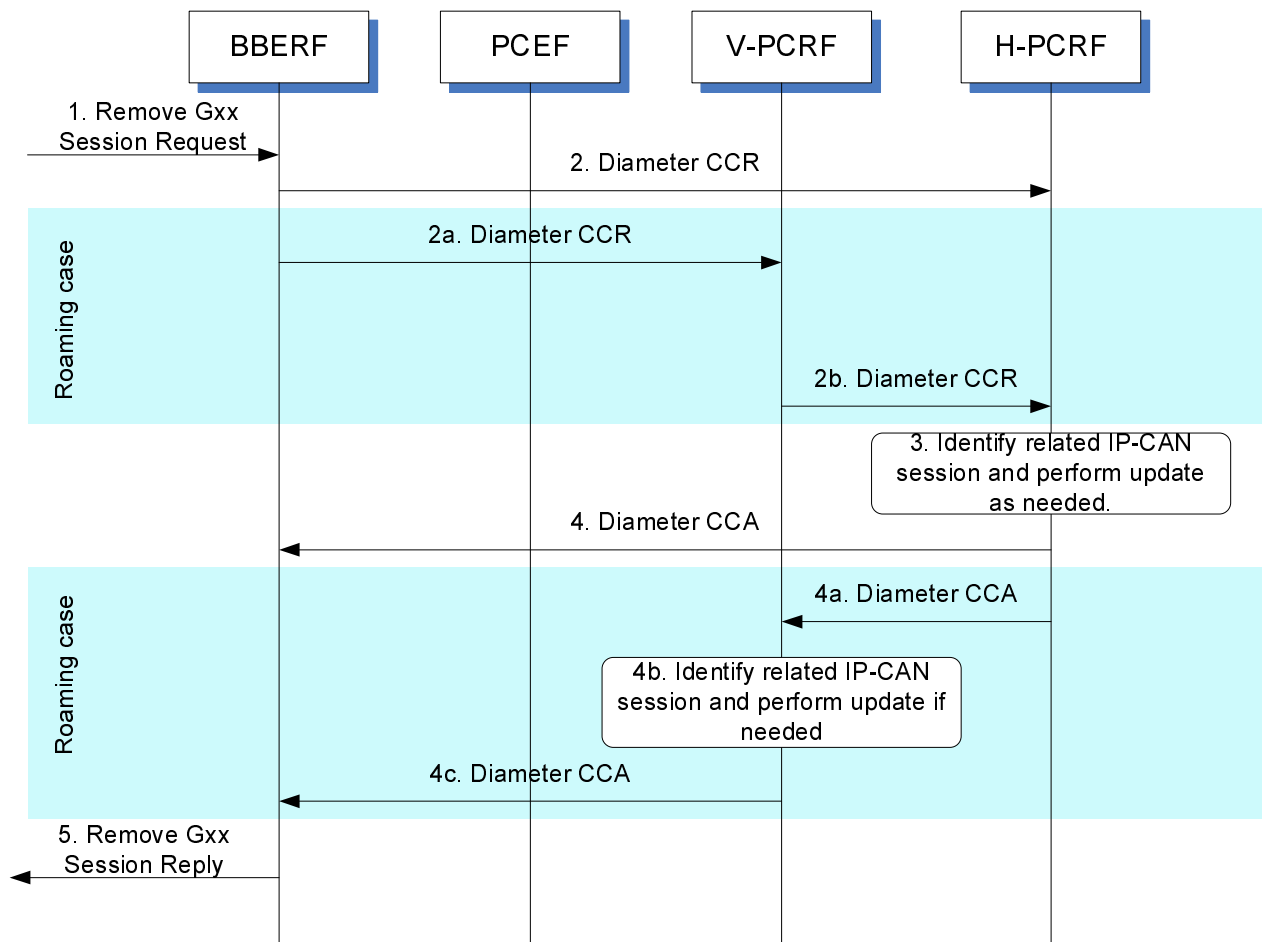 BBERF
PCEF
V-PCRF
H-PCRF
1. Remove Gxx
Session Request
2. Diameter CCR
Roaming case
2a. Diameter CCR
2b. Diameter CCR
3. Identify related IP-CAN
session and perform update
as needed.
4. Diameter CCA
Roaming case
4a. Diameter CCA
4b. Identify related IP-CAN
session and perform update if
needed
4c. Diameter CCA
5. Remove Gxx
Session Reply